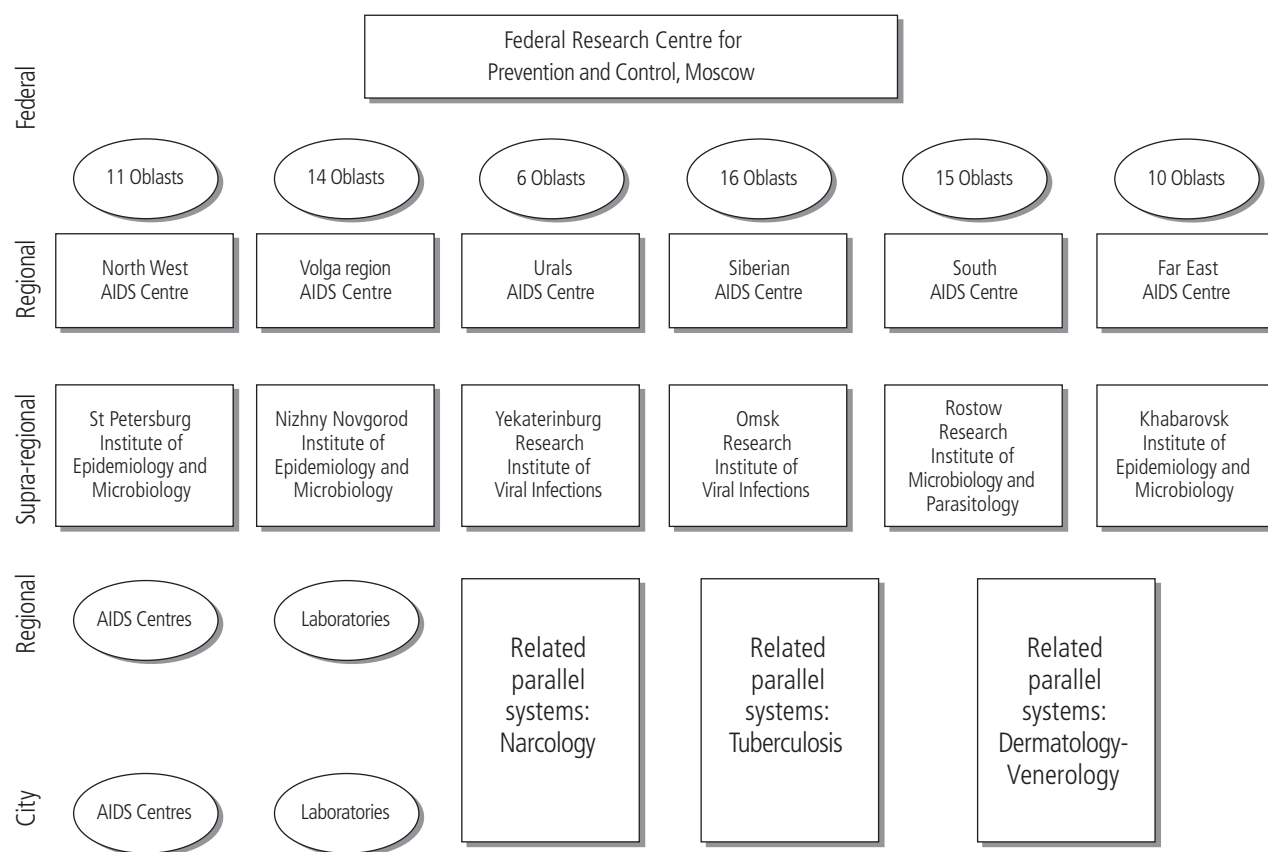 Federal
Federal Research Centre for
Prevention and Control, Moscow
11 Oblasts
14 Oblasts
6 Oblasts
16 Oblasts
15 Oblasts
10 Oblasts
Regional
North West
AIDS Centre
Volga region
AIDS Centre
Urals
AIDS Centre
Siberian
AIDS Centre
South
AIDS Centre
Far East
AIDS Centre
Supra-regional
St Petersburg
Institute of
Epidemiology and
Microbiology
Nizhny Novgorod
Institute of
Epidemiology and
Microbiology
Yekaterinburg
Research
Institute of
Viral Infections
Omsk
Research
Institute of
Viral Infections
Rostow
Research
Institute of
Microbiology and
Parasitology
Khabarovsk
Institute of
Epidemiology and
Microbiology
Regional
AIDS Centres
Laboratories
Related
parallel
systems:
Narcology
Related
parallel
systems:
Tuberculosis
Related
parallel
systems:
Dermatology-
Venerology
City
AIDS Centres
Laboratories